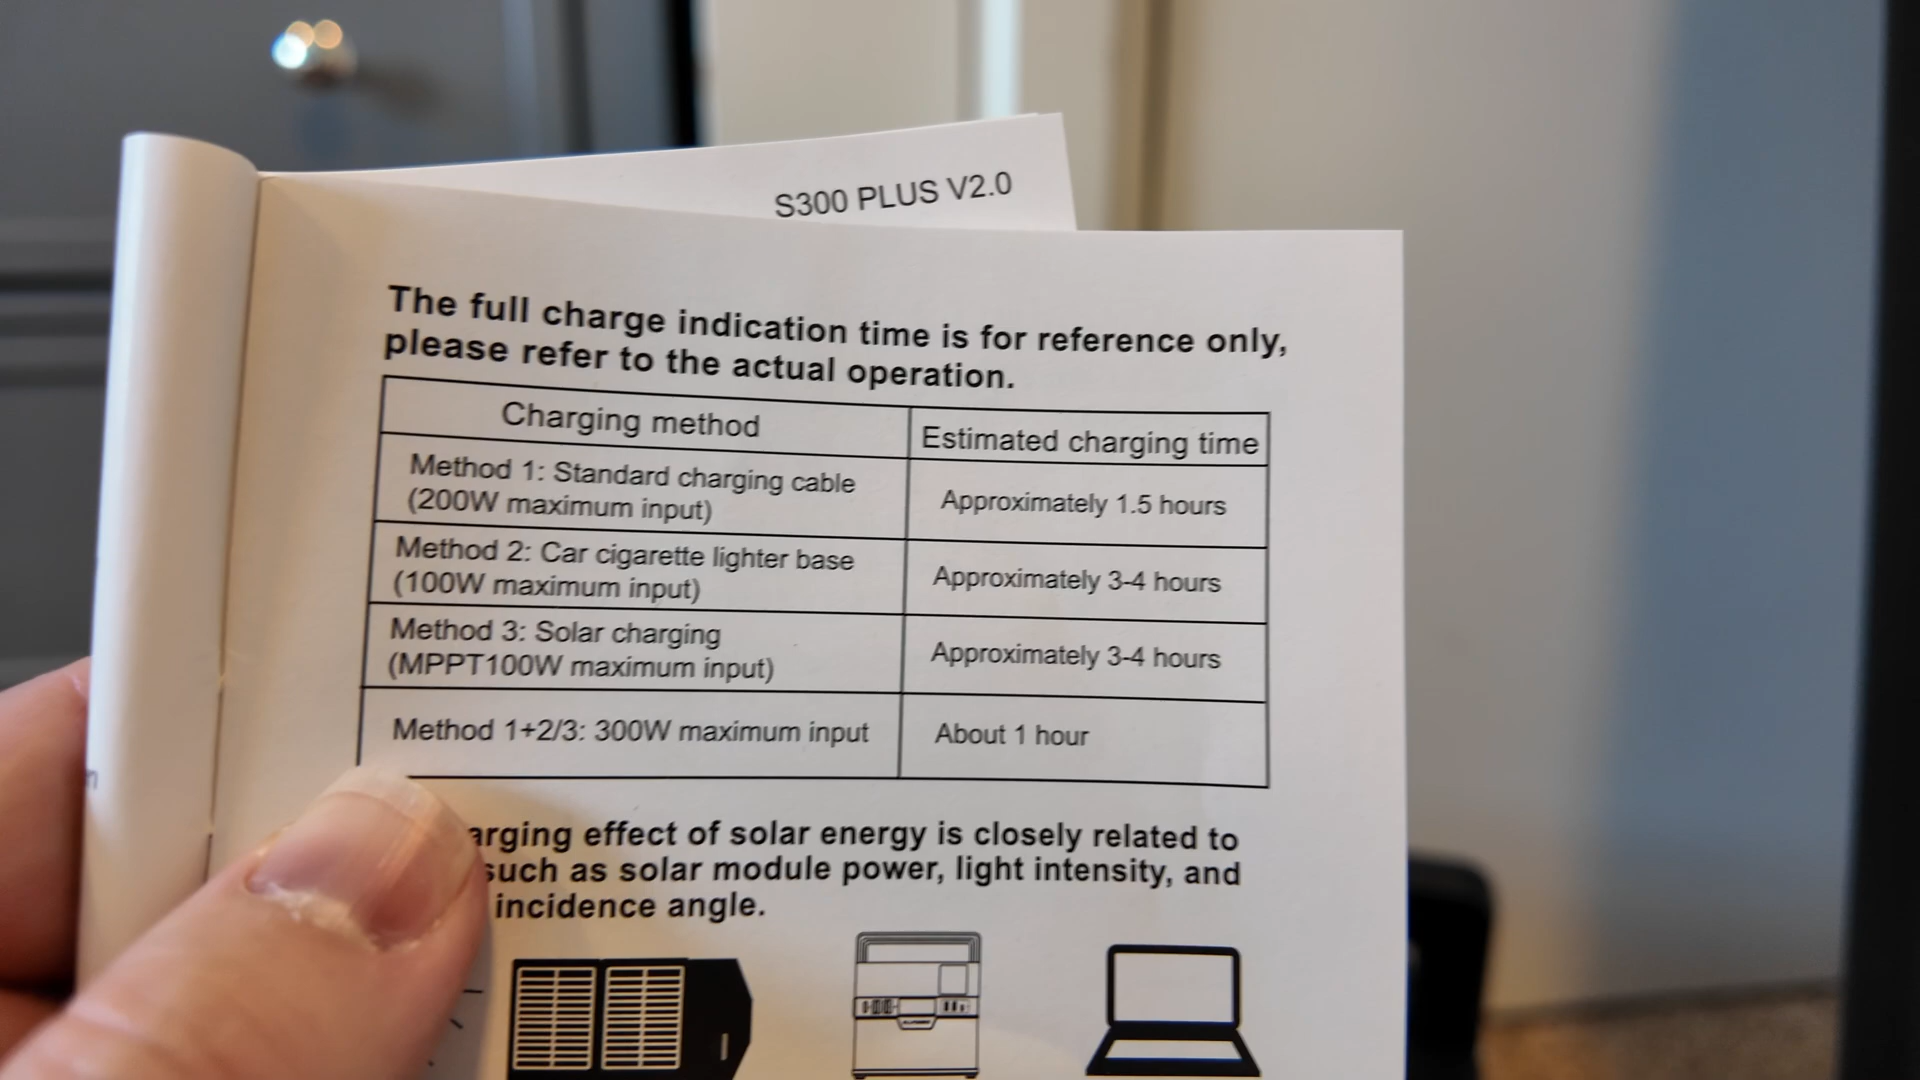 S300 PLUS V2.0
The full charge indication time is for reference only,
please refer to the actual operation.
Charging method
Estimated charging time
Method 1: Standard charging cable
(200W maximum input)
Approximately 1.5 hours
Method 2: Car cigarette lighter base
(100W maximum input)
Approximately 3-4 hours
Method 3: Solar charging
(MPPT100W maximum input)
Approximately 3-4 hours
Method 1+2/3: 300W maximum input
About 1 hour
arging effect of solar energy is closely related to
such as solar module power, light intensity, and
incidence angle.